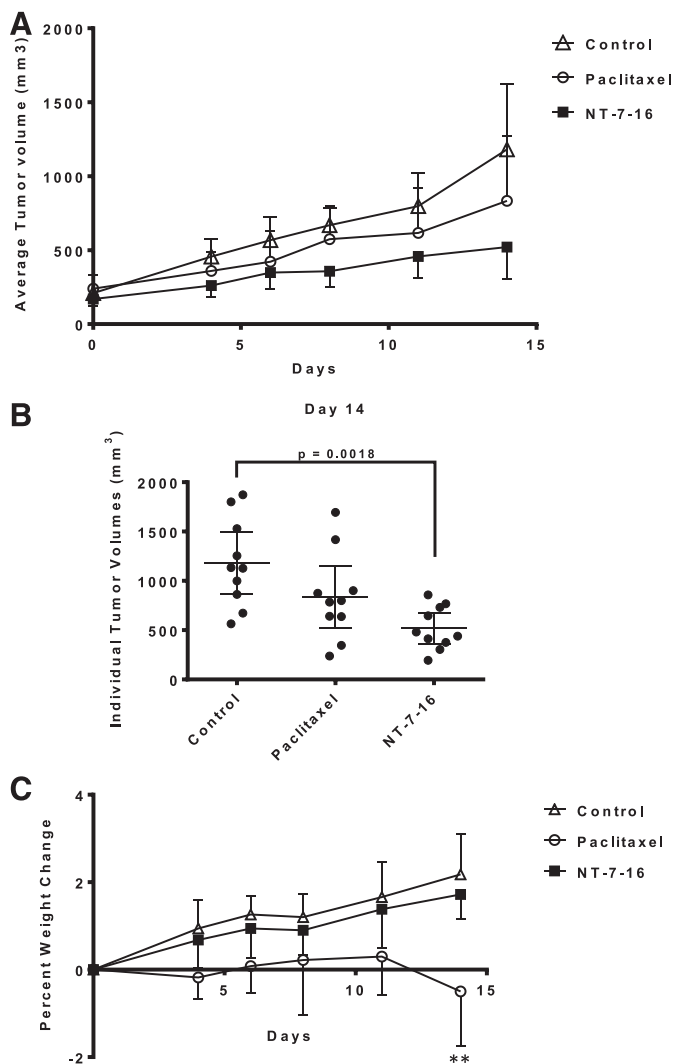 A
Average Tumor volume (mm3)
2000
1500
1000
500
0
0
5
10
15
Days
Control
Paclitaxel
NT-7-16
B
Day 14
Individual Tumor Volumes (mm3)
p = 0.0018
2000
1500
1000
500
0
Control
Paclitaxel
NT-7-16
C
Percent Weight Change
4
2
0
-2
5
10
15
Days
**
Control
Paclitaxel
NT-7-16